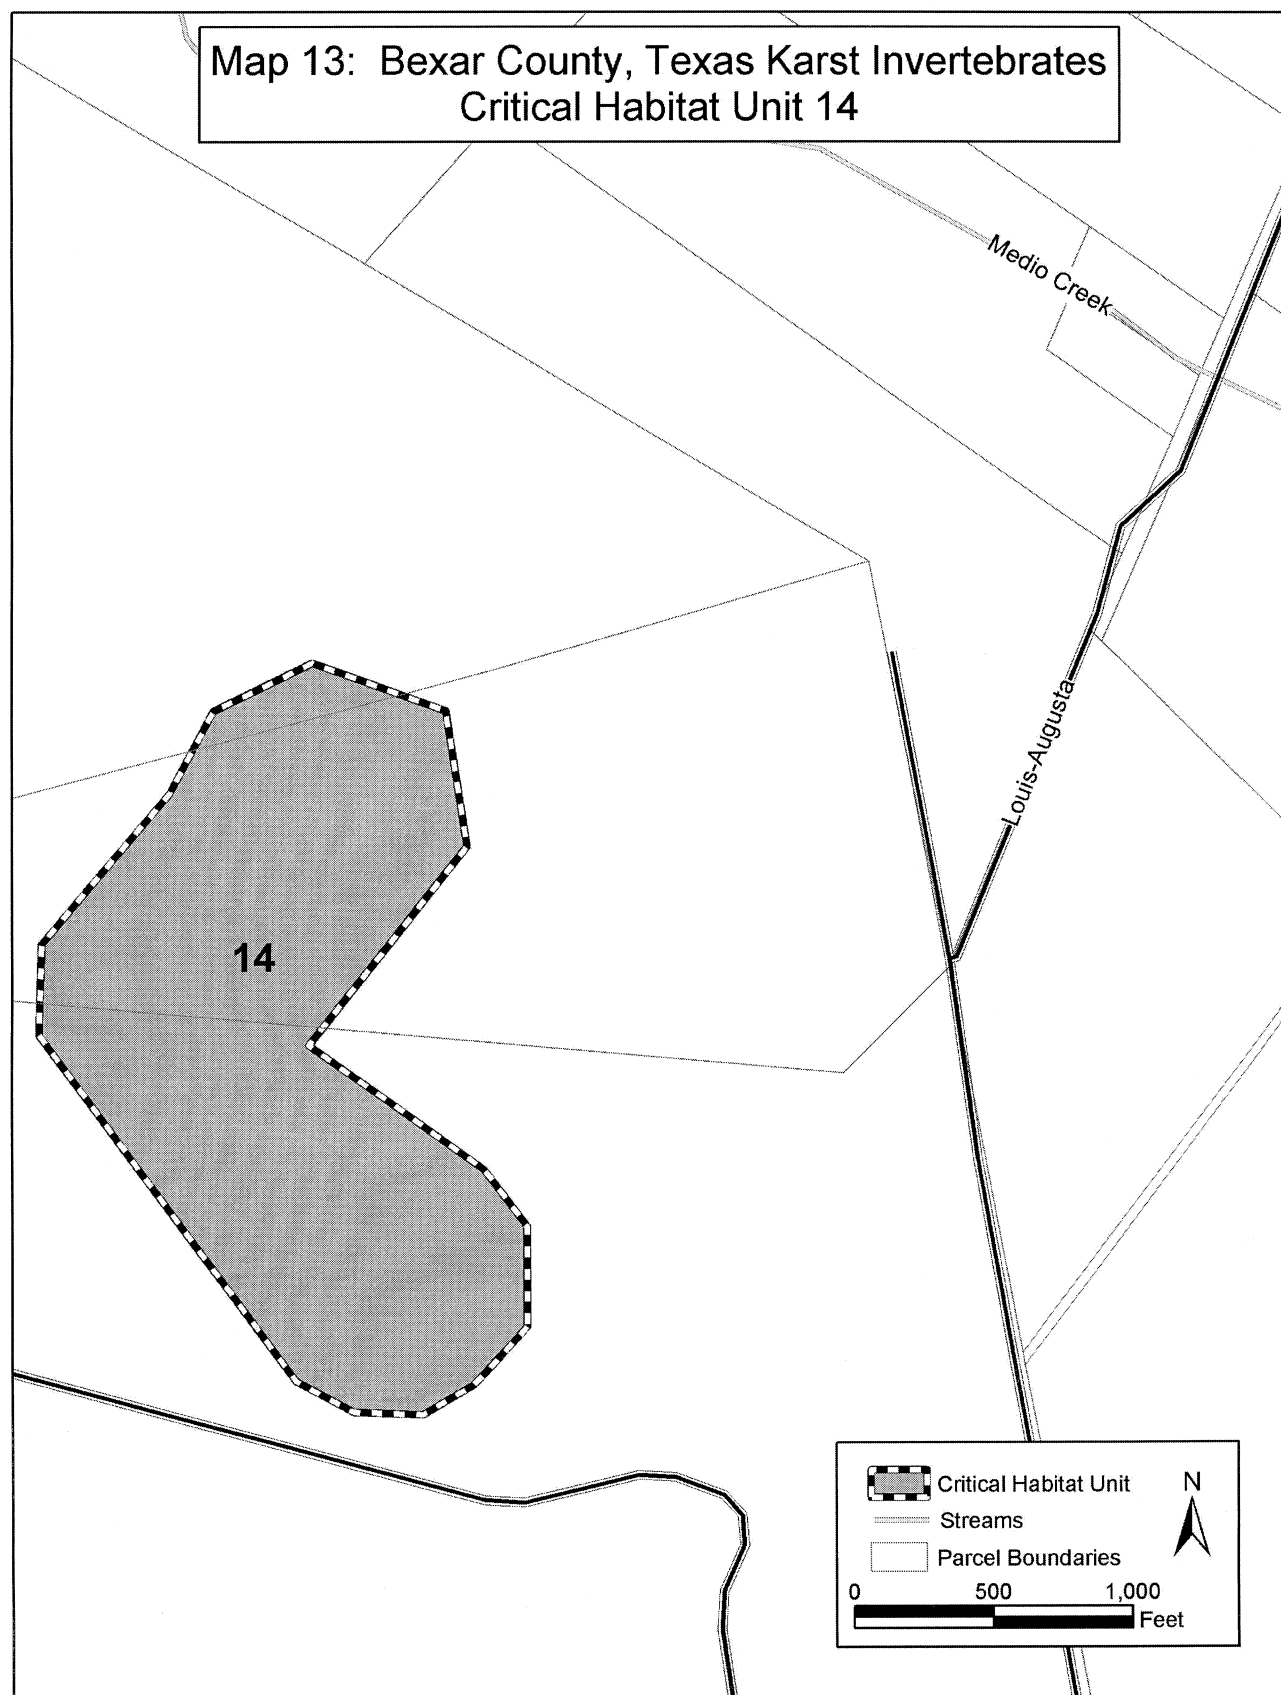 Map 13: Bexar County, Texas Karst Invertebrates
Critical Habitat Unit 14
Medio Creek
Louis-Augusta
14
Critical Habitat Unit
N
Streams
Parcel Boundaries
0 500 1,000
Feet